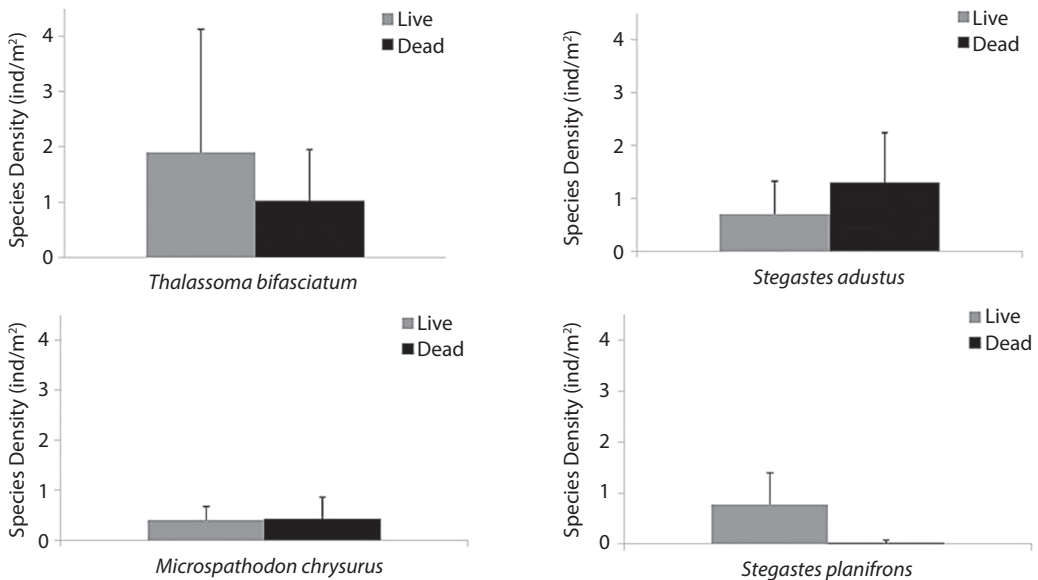 Species Density (ind/m²)
4
3
2
1
0
Live
Dead
Thalassoma bifasciatum
Species Density (ind/m²)
4
3
2
1
0
Live
Dead
Stegastes adustus
Species Density (ind/m²)
4
3
2
1
0
Live
Dead
Microspathodon chrysurus
Species Density (ind/m²)
4
3
2
1
0
Live
Dead
Stegastes planifrons